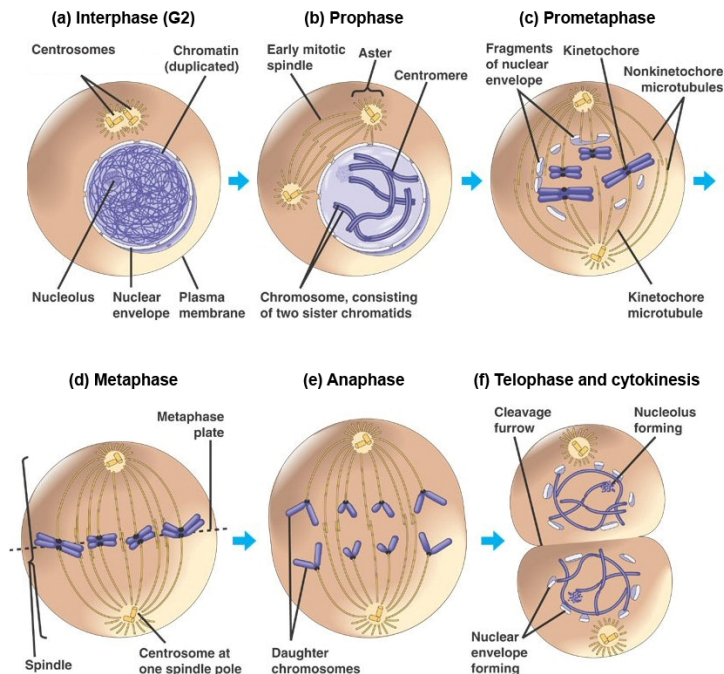 (a) Interphase (G2)
Centrosomes
Chromatin
(duplicated)
Nucleolus
Nuclear
envelope
Plasma
membrane
(b) Prophase
Early mitotic
spindle
Aster
Centromere
Chromosome, consisting
of two sister chromatids
(c) Prometaphase
Fragments
of nuclear
envelope
Kinetochore
Nonkinetochore
microtubules
Kinetochore
microtubule
(d) Metaphase
Metaphase
plate
Spindle
Centrosome at
one spindle pole
(e) Anaphase
Daughter
chromosomes
(f) Telophase and cytokinesis
Cleavage
furrow
Nucleolus
forming
Nuclear
envelope
forming